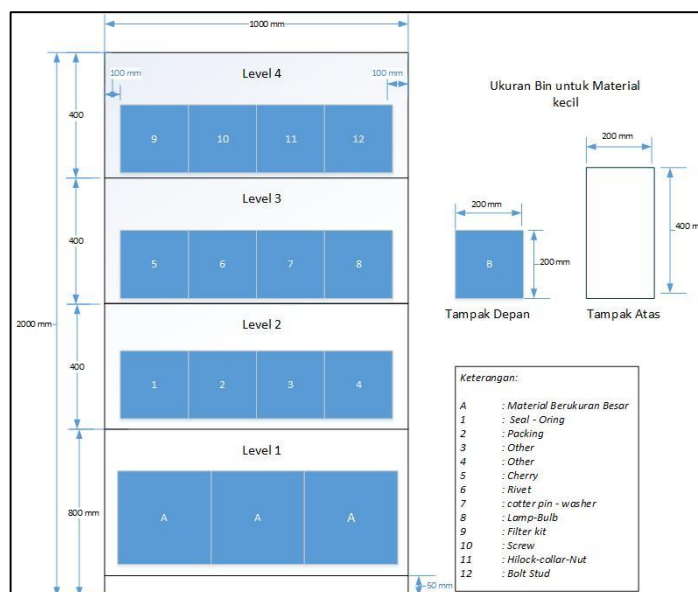 1000 mm
Level 4
100 mm
100 mm
400
9
10
11
12
Level 3
400
5
6
7
8
2000 mm
Level 2
400
1
2
3
4
Level 1
800 mm
A
A
A
50 mm
Ukuran Bin untuk Material
kecil
200 mm
200 mm
400 m
B
200 mm
Tampak Depan
Tampak Atas
Keterangan:
A : Material Berukuran Besar
1 : Seal - Oring
2 : Packing
3 : Other
4 : Other
5 : Cherry
6 : Rivet
7 : cotter pin - washer
8 : Lamp-Bulb
9 : Filter kit
10 : Screw
11 : Hilock-collar-Nut
12 : Bolt Stud